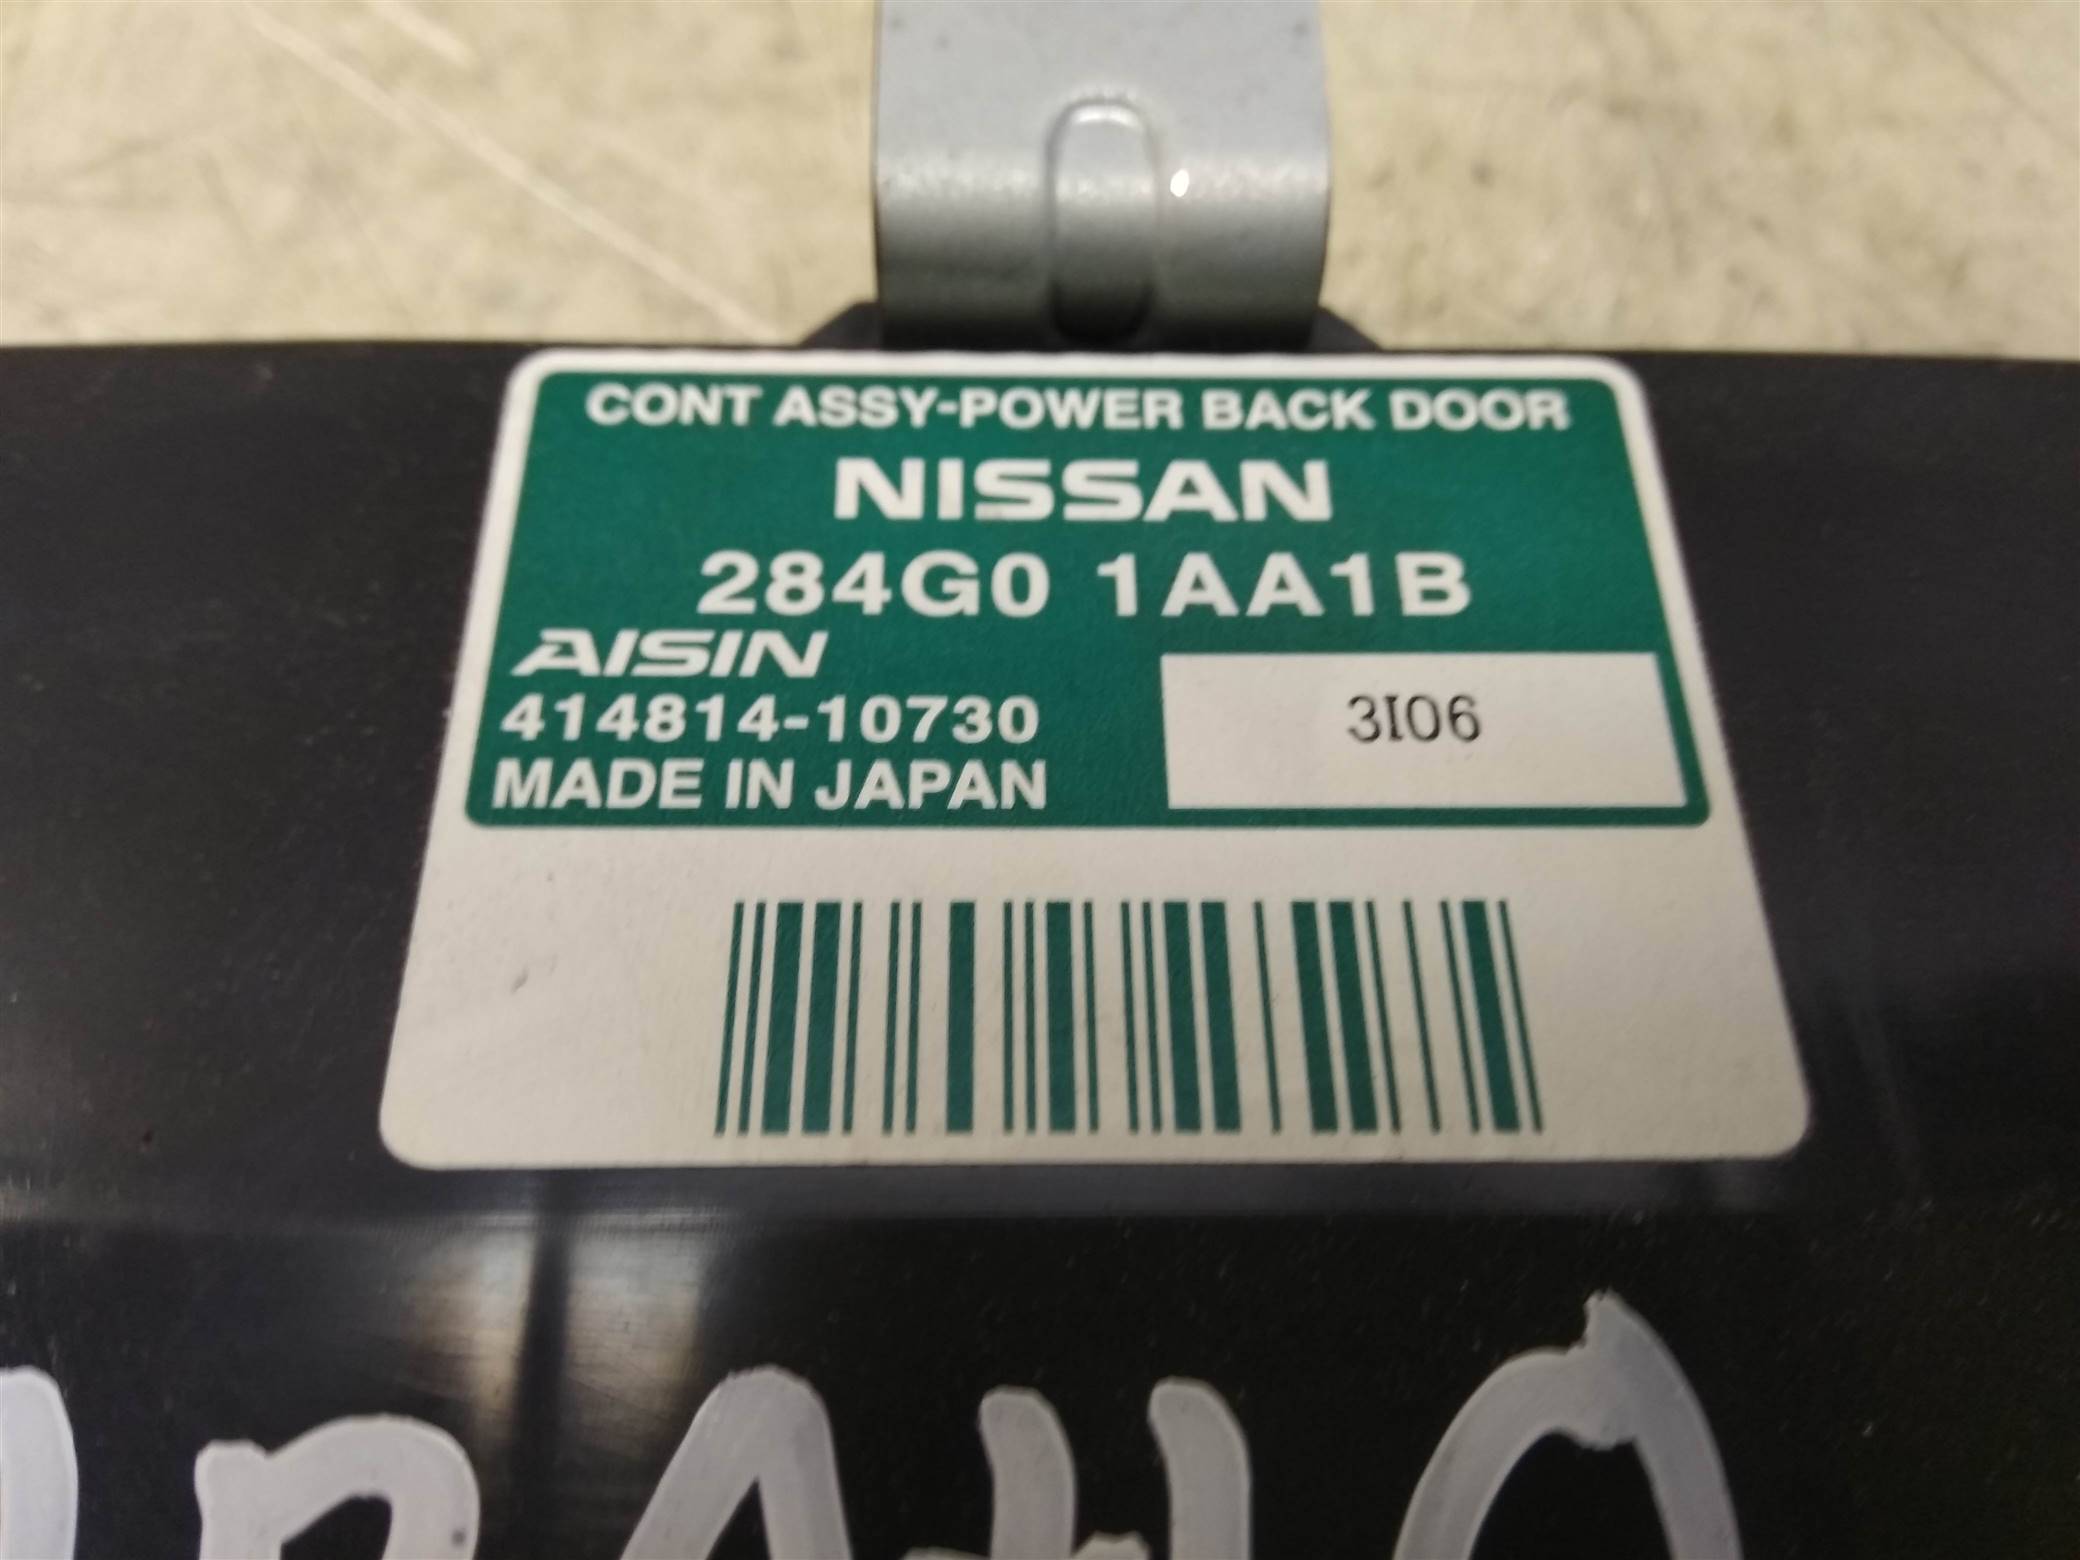 CONT ASSY-POWER BACK DOOR
NISSAN
284G0 1AA1B
AISIN
414814-10730
MADE IN JAPAN
3I06